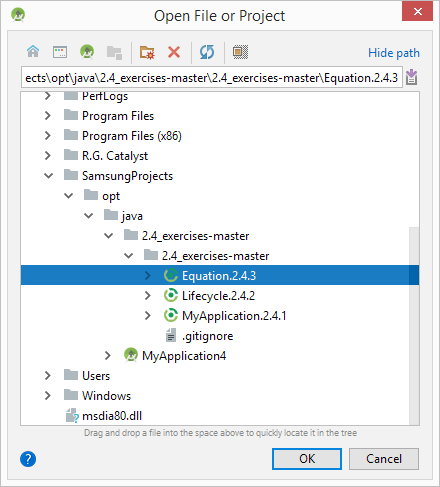 Open File or Project
Hide path
ects\opt\java\2.4_exercises-master\2.4_exercises-master\Equation.2.4.3
PerfLogs
Program Files
Program Files (x86)
R.G. Catalyst
SamsungProjects
opt
java
2.4_exercises-master
2.4_exercises-master
Equation.2.4.3
Lifecycle.2.4.2
MyApplication.2.4.1
.gitignore
MyApplication4
Users
Windows
msdia80.dll
Drag and drop a file into the space above to quickly locate it in the tree
? OK Cancel